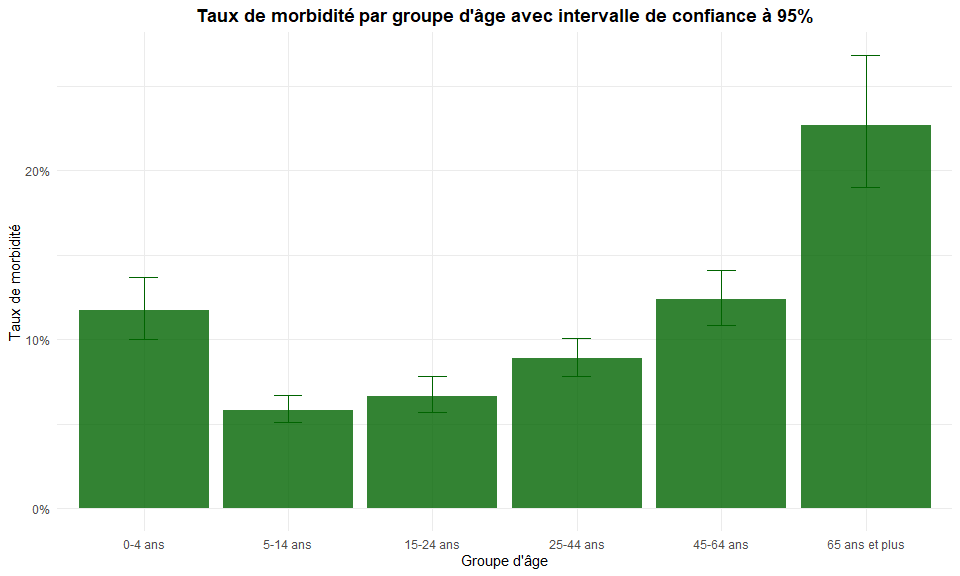 Taux de morbidité par groupe d'âge avec intervalle de confiance à 95%
Taux de morbidité
20%
10%
0%
0-4 ans
5-14 ans
15-24 ans
25-44 ans
45-64 ans
65 ans et plus
Groupe d'âge